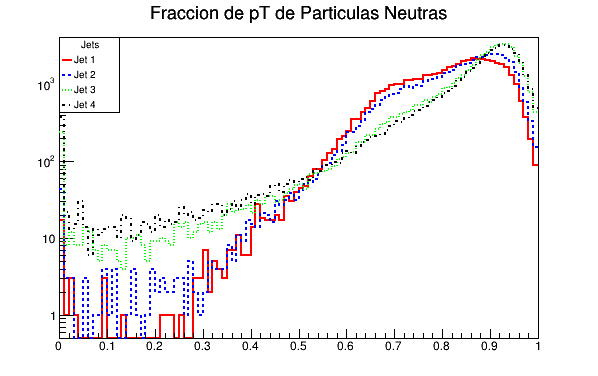 Fraccion de pT de Particulas Neutras
Jets
Jet 1
Jet 2
Jet 3
Jet 4
10³
10²
10
1
0 0.1 0.2 0.3 0.4 0.5 0.6 0.7 0.8 0.9 1